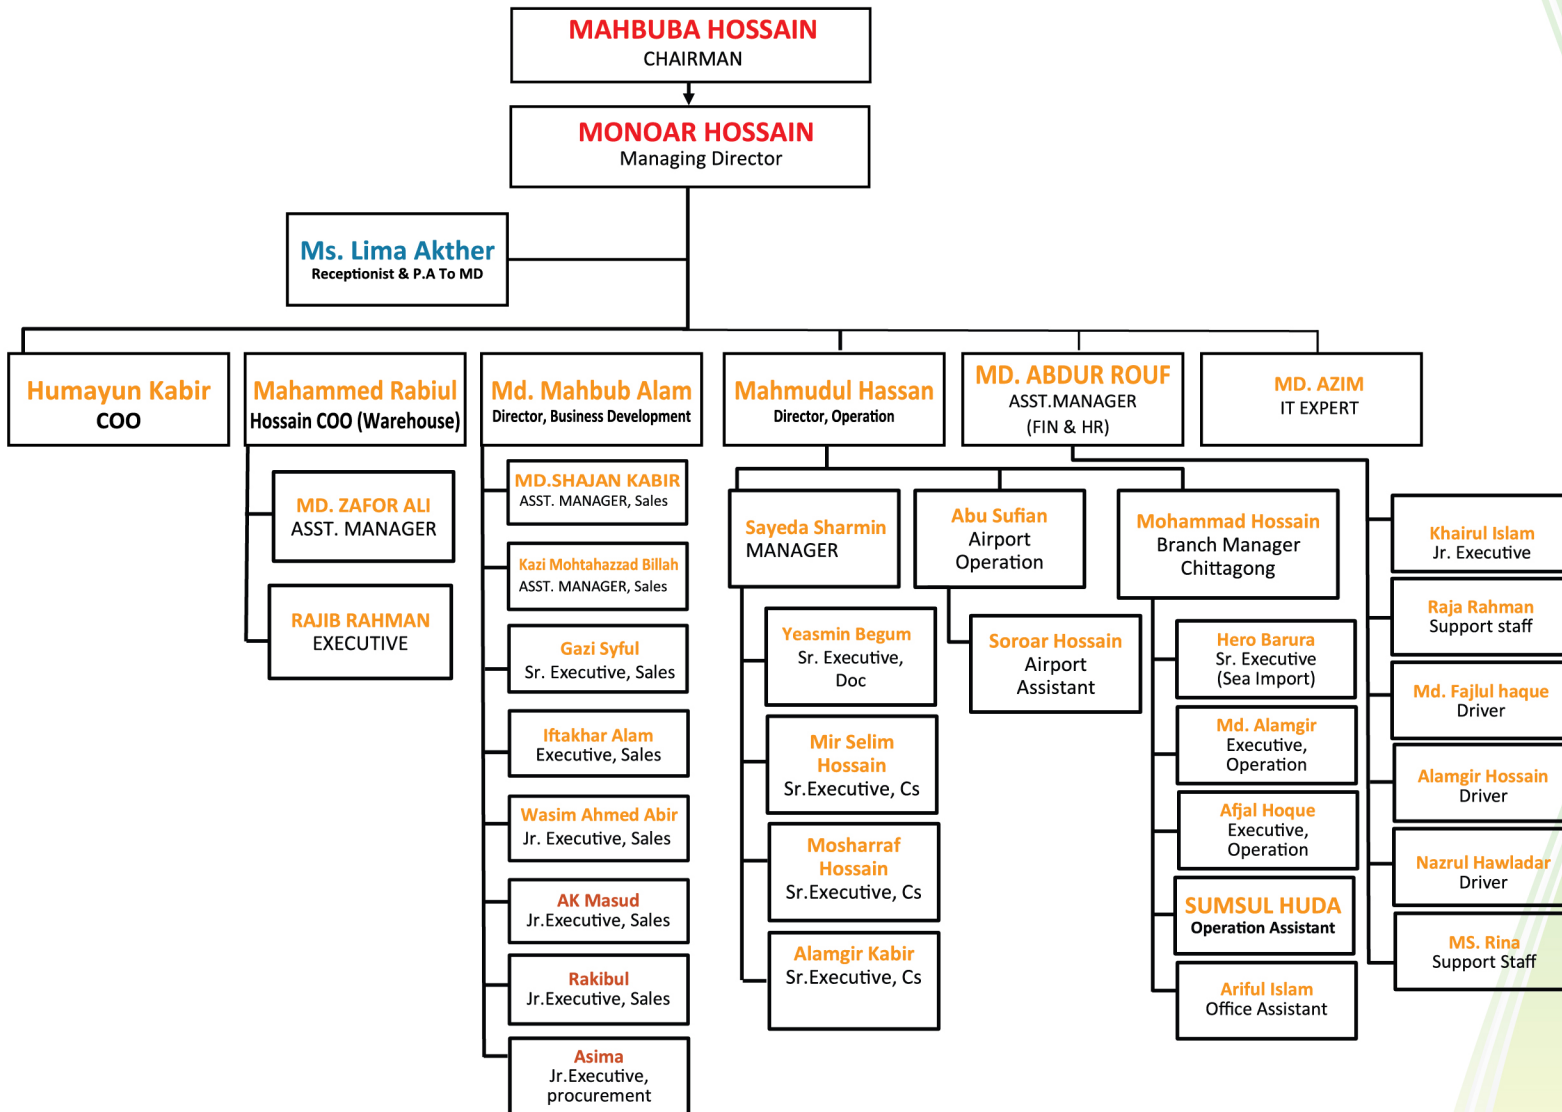 MAHBUBA HOSSAIN
CHAIRMAN
MONOAR HOSSAIN
Managing Director
Ms. Lima Akther
Receptionist & P.A To MD
Humayun Kabir
COO
Mahammed Rabiul
Hossain COO (Warehouse)
Md. Mahbub Alam
Director, Business Development
Mahmudul Hassan
Director, Operation
MD. ABDUR ROUF
ASST.MANAGER
(FIN & HR)
MD. AZIM
IT EXPERT
MD. ZAFOR ALI
ASST. MANAGER
RAJIB RAHMAN
EXECUTIVE
MD.SHAJAN KABIR
ASST. MANAGER, Sales
Kazi Mohtahazzad Billah
ASST. MANAGER, Sales
Gazi Syful
Sr. Executive, Sales
Iftakhar Alam
Executive, Sales
Wasim Ahmed Abir
Jr. Executive, Sales
AK Masud
Jr.Executive, Sales
Rakibul
Jr.Executive, Sales
Asima
Jr.Executive,
procurement
Sayeda Sharmin
MANAGER
Yeasmin Begum
Sr. Executive,
Doc
Mir Selim
Hossain
Sr.Executive, Cs
Mosharraf
Hossain
Sr.Executive, Cs
Alamgir Kabir
Sr.Executive, Cs
Abu Sufian
Airport
Operation
Soroar Hossain
Airport
Assistant
Mohammad Hossain
Branch Manager
Chittagong
Hero Barura
Sr. Executive
(Sea Import)
Md. Alamgir
Executive,
Operation
Afjal Hoque
Executive,
Operation
SUMSUL HUDA
Operation Assistant
Ariful Islam
Office Assistant
Khairul Islam
Jr. Executive
Raja Rahman
Support staff
Md. Fajlul haque
Driver
Alamgir Hossain
Driver
Nazrul Hawladar
Driver
MS. Rina
Support Staff